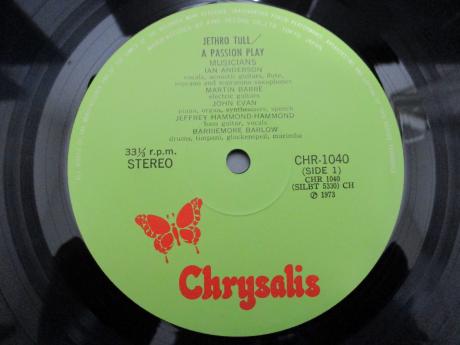 JETHRO TULL/
A PASSION PLAY
MUSICIANS
IAN ANDERSON
vocals, acoustic guitars, flute,
soprano and sopranino saxophones
MARTIN BARRE
electric guitars
JOHN EVAN
piano, organ, synthesisers, speech
JEFFREY HAMMOND-HAMMOND
bass guitar, vocals
BARRIEMORE BARLOW
drums, timpani, glockenspiel, marimba
33⅓ r.p.m.
STEREO
CHR-1040
(SIDE 1)
CHR 1040
(SILBT 5330) CH
Ⓟ 1973
Chrysalis